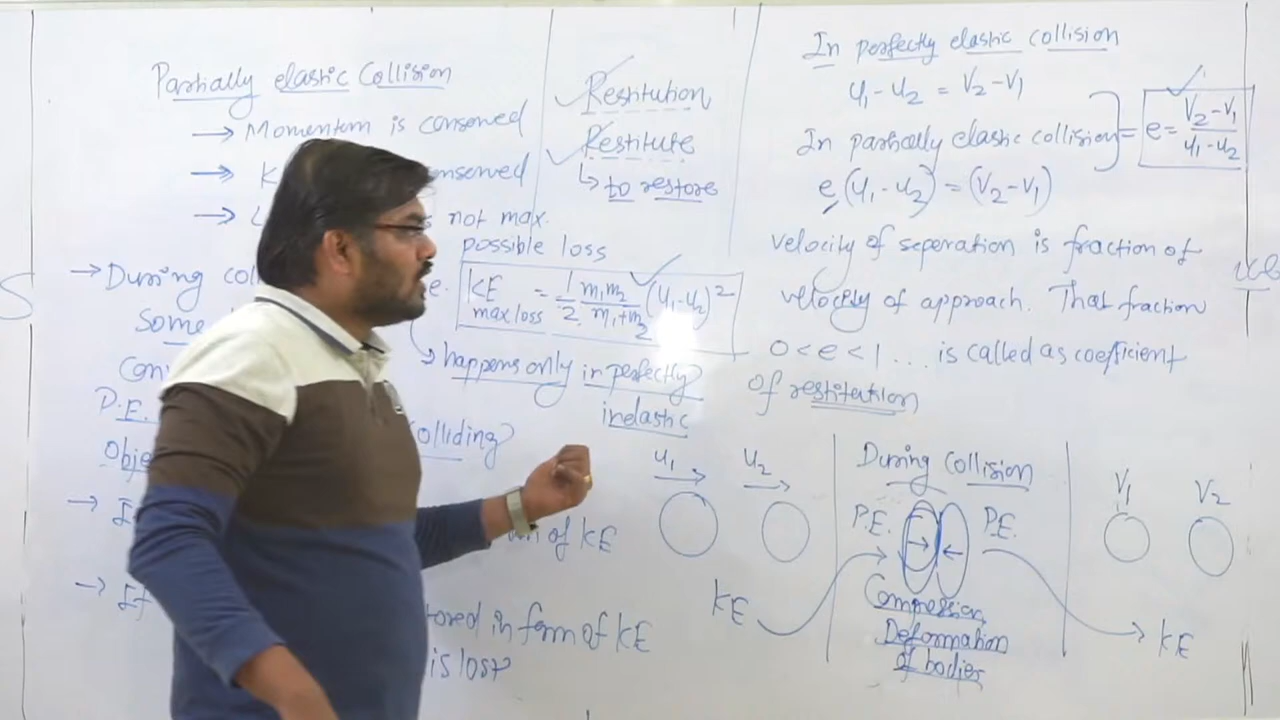 Partially elastic Collision
→ Momentum is conserved
→ K onserved
→ L s not max.
possible loss
→ During coll e.
KE max loss = 1/2 m₁m₂/(m₁+m₂) (u₁-u₂)²
Some
↳ happens only in perfectly
inelastic
P.E. colliding
Obje
→ If of KE
→ If tored in form of KE
is lost
Restitution
Restitute
↳ to restore
In perfectly elastic collision
u₁-u₂ = V₂-V₁
In partially elastic collision = e = (V₂-V₁)/(u₁-u₂)
e(u₁-u₂) = (V₂-V₁)
velocity of seperation is fraction of
velocity of approach. That fraction
0<e<1 ... is called as coefficient
of restitution
u₁ u₂
During Collision
V₁ V₂
P.E. P.E.
KE
Compression,
Deformation
of bodies
KE